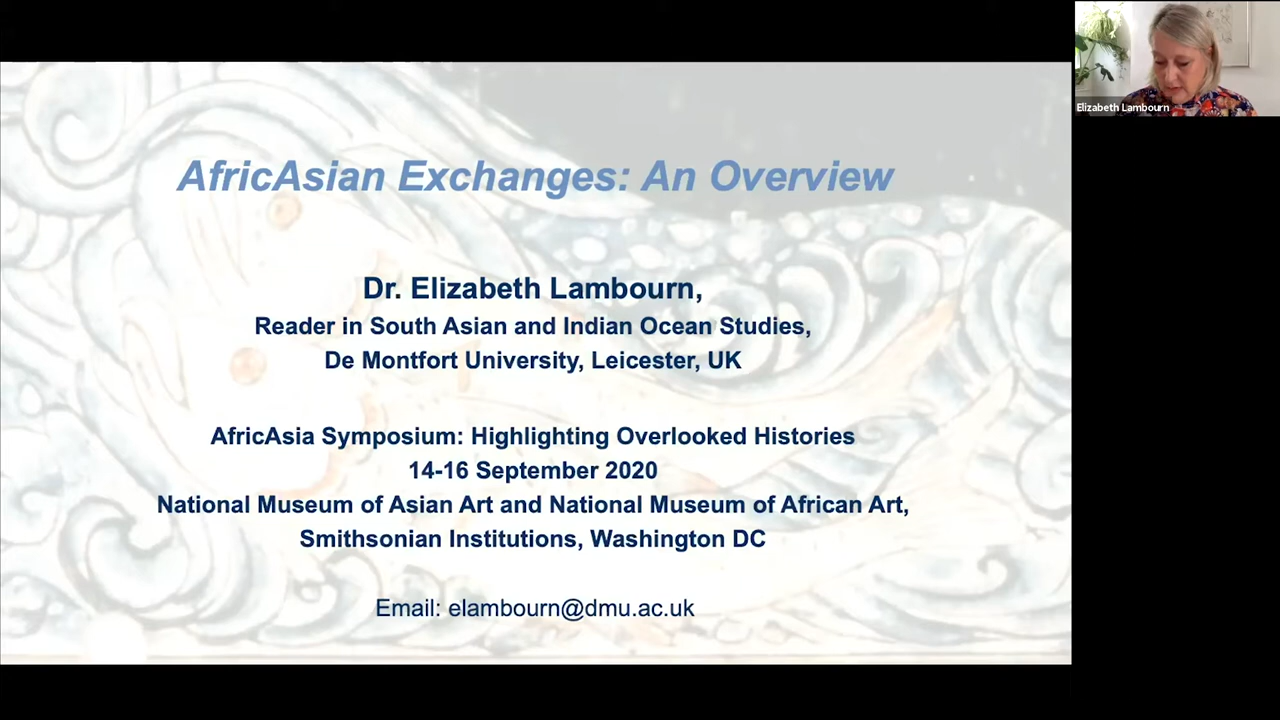 AfricAsian Exchanges: An Overview
Dr. Elizabeth Lambourn,
Reader in South Asian and Indian Ocean Studies,
De Montfort University, Leicester, UK
AfricAsia Symposium: Highlighting Overlooked Histories
14-16 September 2020
National Museum of Asian Art and National Museum of African Art,
Smithsonian Institutions, Washington DC
Email: elambourn@dmu.ac.uk
Elizabeth Lambourn